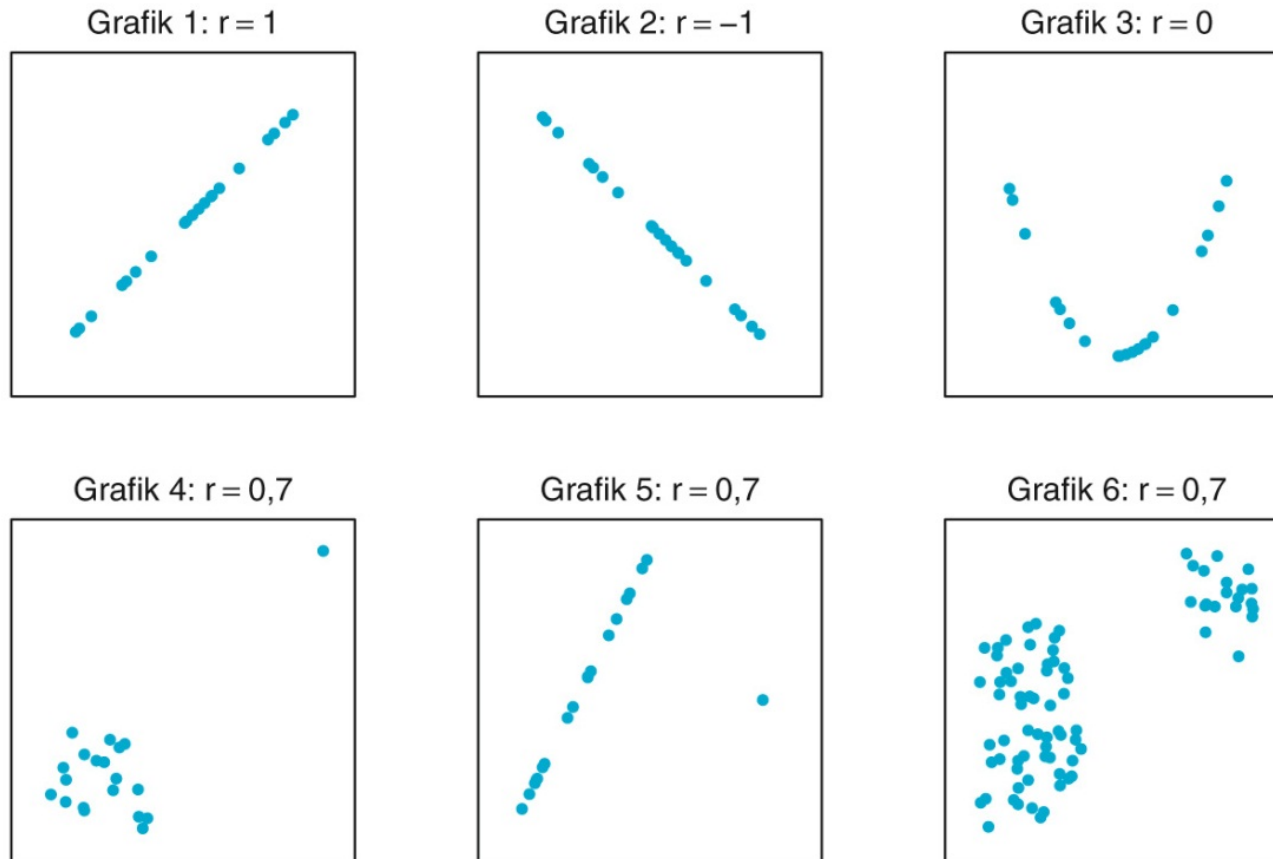 Grafik 1: r = 1
Grafik 2: r = −1
Grafik 3: r = 0
Grafik 4: r = 0,7
Grafik 5: r = 0,7
Grafik 6: r = 0,7